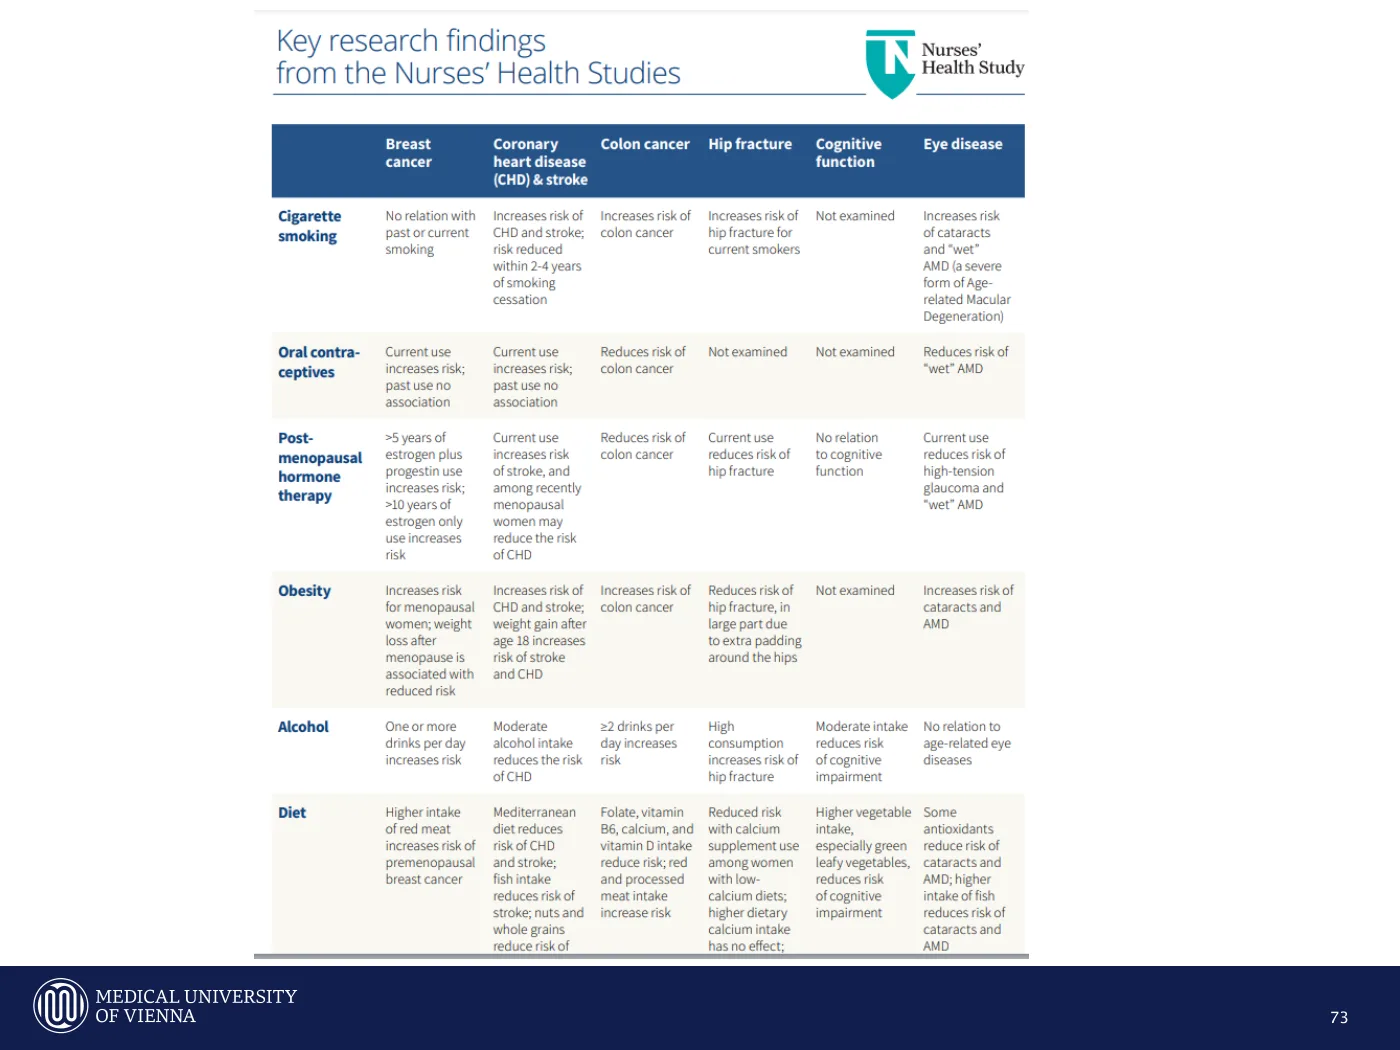 Key research findings
from the Nurses' Health Studies
Nurses'
Health Study
Breast
cancer
Coronary
heart disease
(CHD) & stroke
Colon cancer
Hip fracture
Cognitive
function
Eye disease
Cigarette
smoking
No relation with
past or current
smoking
Increases risk of
CHD and stroke;
risk reduced
within 2-4 years
of smoking
cessation
Increases risk of
colon cancer
Increases risk of
hip fracture for
current smokers
Not examined
Increases risk
of cataracts
and "wet"
AMD (a severe
form of Age-
related Macular
Degeneration)
Oral contra-
ceptives
Current use
increases risk;
past use no
association
Current use
increases risk;
past use no
association
Reduces risk of
colon cancer
Not examined
Not examined
Reduces risk of
"wet" AMD
Post-
menopausal
hormone
therapy
>5 years of
estrogen plus
progestin use
increases risk;
>10 years of
estrogen only
use increases
risk
Current use
increases risk
of stroke, and
among recently
menopausal
women may
reduce the risk
of CHD
Reduces risk of
colon cancer
Current use
reduces risk of
hip fracture
No relation
to cognitive
function
Current use
reduces risk of
high-tension
glaucoma and
"wet" AMD
Obesity
Increases risk
for menopausal
women; weight
loss after
menopause is
associated with
reduced risk
Increases risk of
CHD and stroke;
weight gain after
age 18 increases
risk of stroke
and CHD
Increases risk of
colon cancer
Reduces risk of
hip fracture, in
large part due
to extra padding
around the hips
Not examined
Increases risk of
cataracts and
AMD
Alcohol
One or more
drinks per day
increases risk
Moderate
alcohol intake
reduces the risk
of CHD
≥2 drinks per
day increases
risk
High
consumption
increases risk of
hip fracture
Moderate intake
reduces risk
of cognitive
impairment
No relation to
age-related eye
diseases
Diet
Higher intake
of red meat
increases risk of
premenopausal
breast cancer
Mediterranean
diet reduces
risk of CHD
and stroke;
fish intake
reduces risk of
stroke; nuts and
whole grains
reduce risk of
Folate, vitamin
B6, calcium, and
vitamin D intake
reduce risk; red
and processed
meat intake
increase risk
Reduced risk
with calcium
supplement use
among women
with low-
calcium diets;
higher dietary
calcium intake
has no effect;
Higher vegetable
intake,
especially green
leafy vegetables,
reduces risk
of cognitive
impairment
Some
antioxidants
reduce risk of
cataracts and
AMD; higher
intake of fish
reduces risk of
cataracts and
AMD
MEDICAL UNIVERSITY
OF VIENNA
73